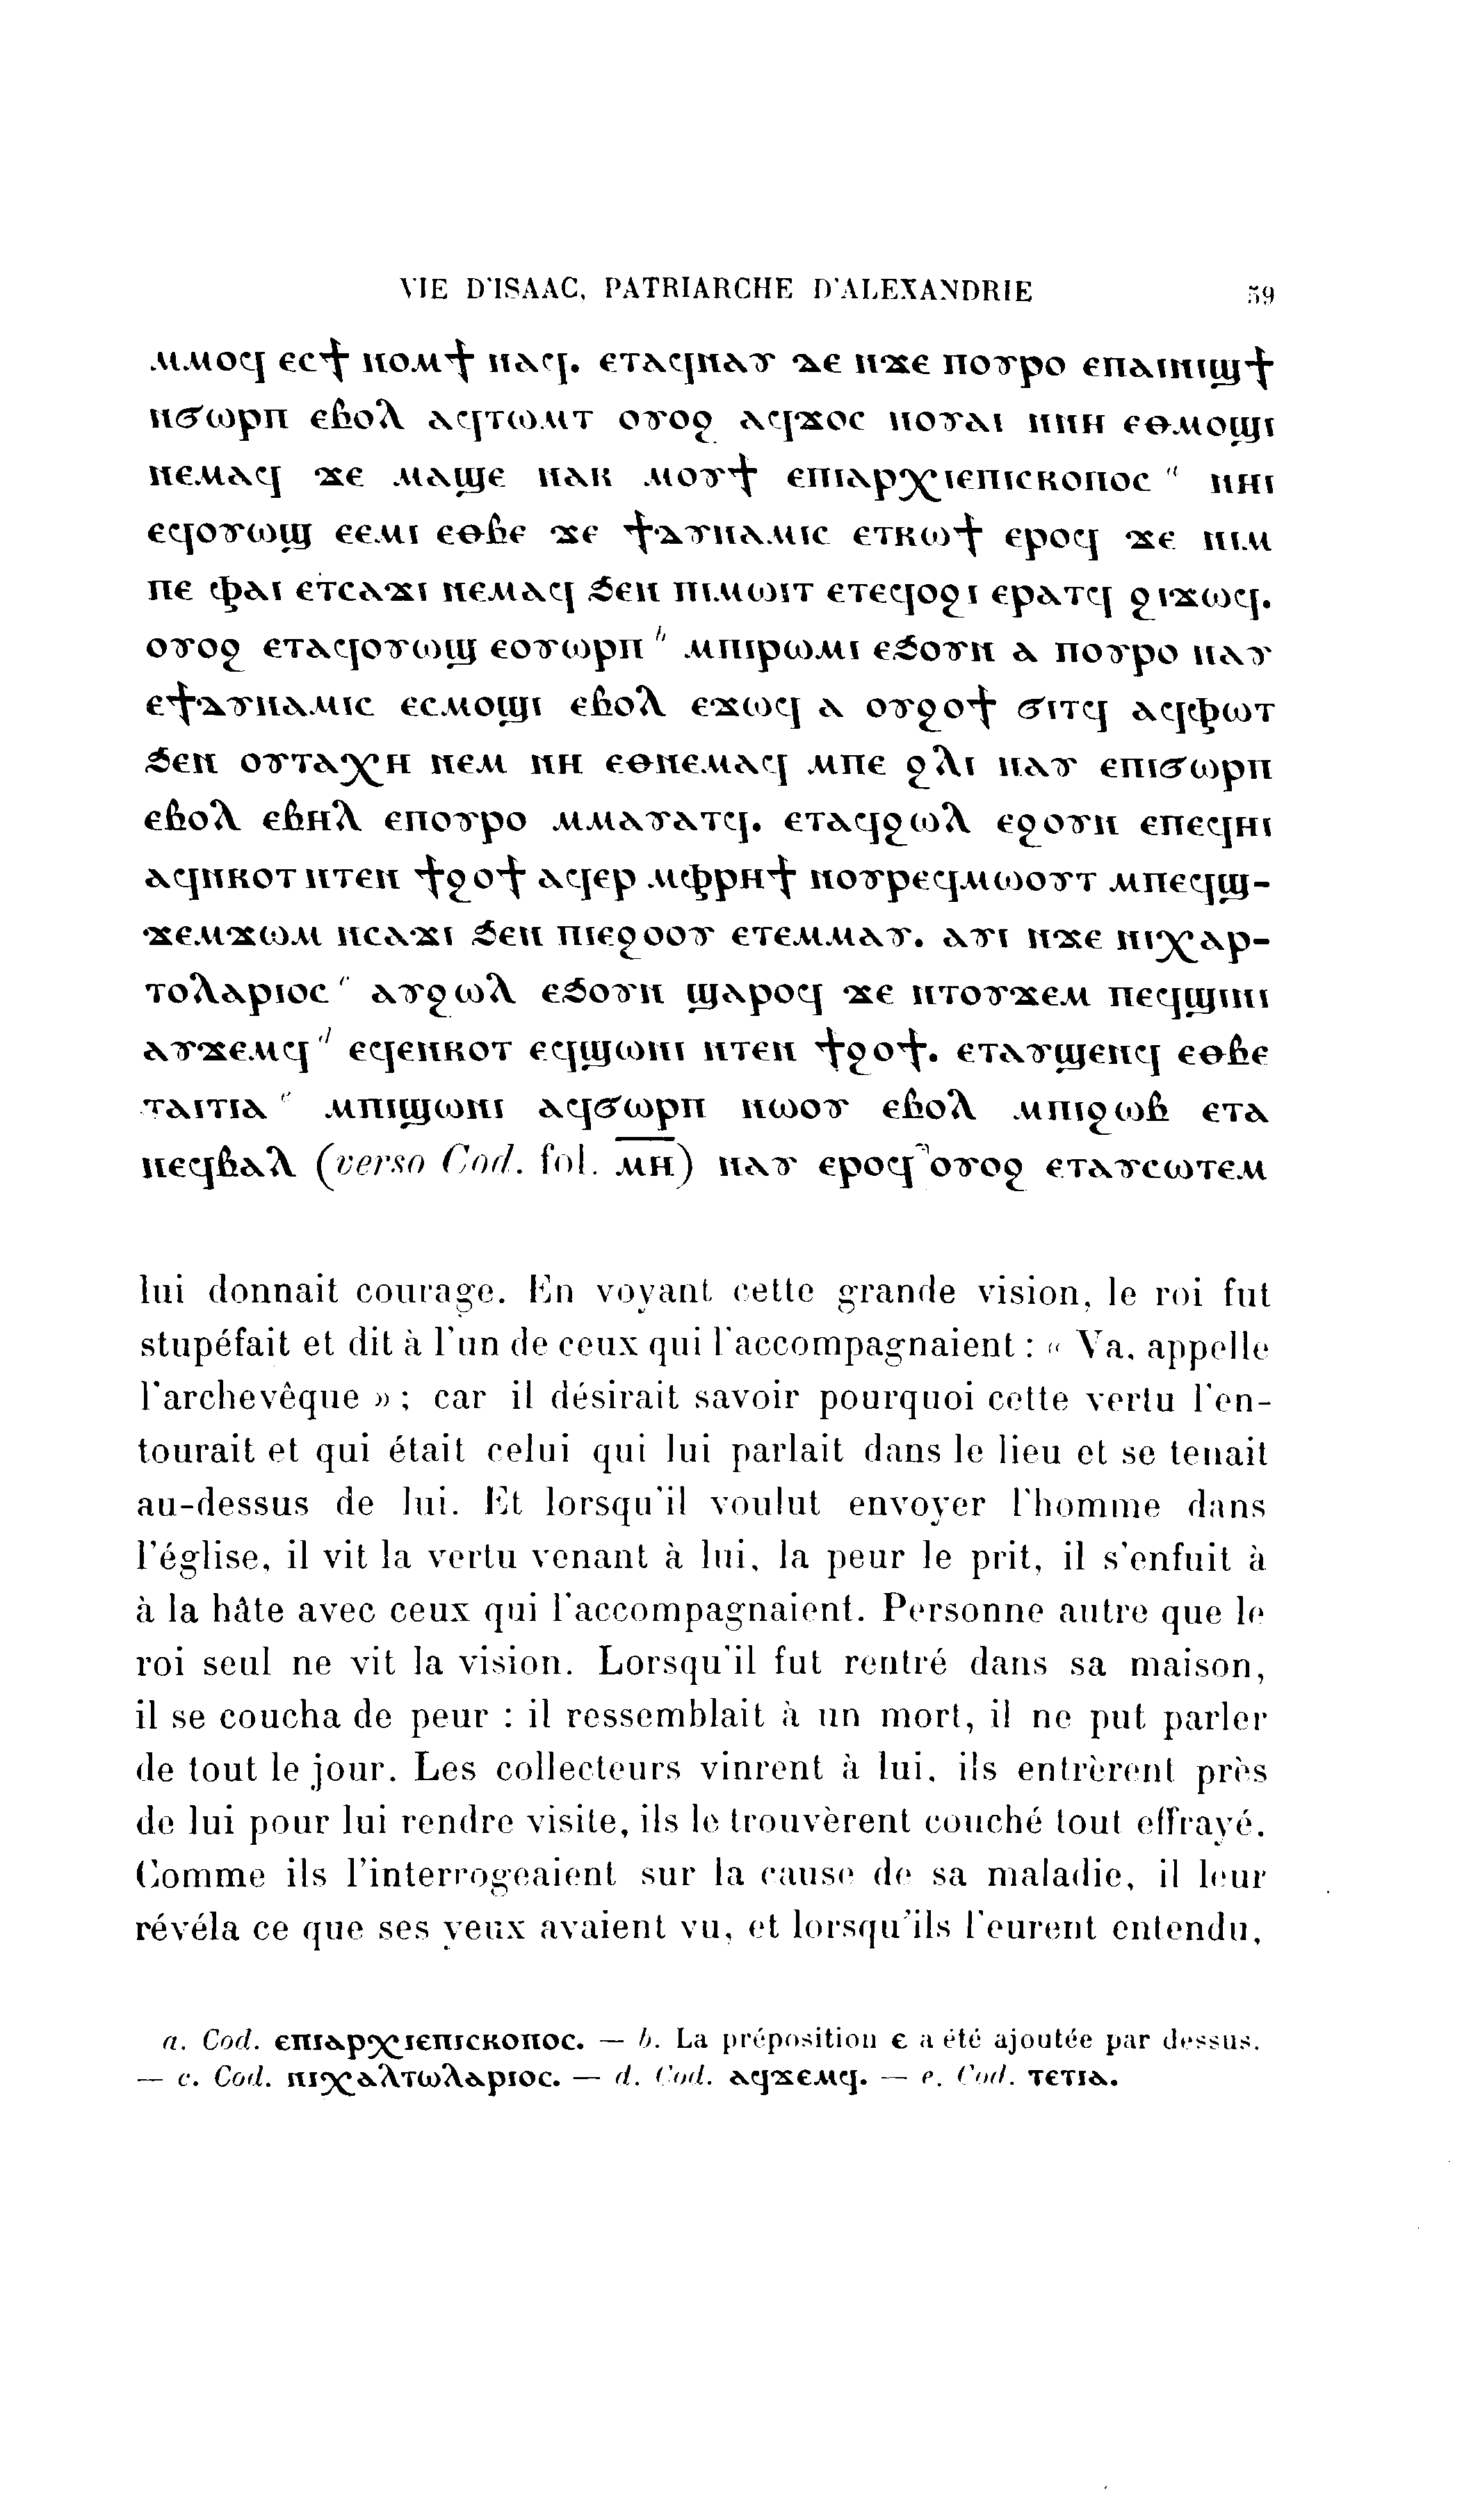 VIE D'ISAAC, PATRIARCHE D'ALEXANDRIE 59
ⲙⲙⲟϥ ⲉⲥϯ ⲛⲟⲙϯ ⲛⲁϥ. ⲉⲧⲁϥⲛⲁⲩ ⲇⲉ ⲛϫⲉ ⲡⲟⲩⲣⲟ ⲉⲡⲁⲓⲛⲓϣϯ
ⲛϭⲱⲣⲡ ⲉⲃⲟⲗ ⲁϥⲧⲱⲙⲧ ⲟⲩⲟϩ ⲁϥϫⲟⲥ ⲛⲟⲩⲁⲓ ⲛⲛⲏ ⲉⲑⲙⲟϣⲓ
ⲛⲉⲙⲁϥ ϫⲉ ⲙⲁϣⲉ ⲛⲁⲕ ⲙⲟⲩϯ ⲉⲡⲓⲁⲣⲭⲓⲉⲡⲓⲥⲕⲟⲡⲟⲥ a ⲛⲏⲓ
ⲉϥⲟⲩⲱϣ ⲉⲉⲙⲓ ⲉⲑⲃⲉ ϫⲉ ϯⲇⲩⲛⲁⲙⲓⲥ ⲉⲧⲕⲱϯ ⲉⲣⲟϥ ϫⲉ ⲛⲓⲙ
ⲡⲉ ⲫⲁⲓ ⲉⲧⲥⲁϫⲓ ⲛⲉⲙⲁϥ ϧⲉⲛ ⲡⲓⲙⲱⲓⲧ ⲉⲧⲉϥⲟϩⲓ ⲉⲣⲁⲧϥ ϩⲓϫⲱϥ.
ⲟⲩⲟϩ ⲉⲧⲁϥⲟⲩⲱϣ ⲉⲟⲩⲱⲣⲡ b ⲙⲡⲓⲣⲱⲙⲓ ⲉϧⲟⲩⲛ ⲁ ⲡⲟⲩⲣⲟ ⲛⲁⲩ
ⲉϯⲇⲩⲛⲁⲙⲓⲥ ⲉⲥⲙⲟϣⲓ ⲉⲃⲟⲗ ⲉϫⲱϥ ⲁ ⲟⲩϩⲟϯ ϭⲓⲧϥ ⲁϥⲫⲱⲧ
ϧⲉⲛ ⲟⲩⲧⲁⲭⲏ ⲛⲉⲙ ⲛⲏ ⲉⲑⲛⲉⲙⲁϥ ⲙⲡⲉ ϩⲗⲓ ⲛⲁⲩ ⲉⲡⲓϭⲱⲣⲡ
ⲉⲃⲟⲗ ⲉⲃⲏⲗ ⲉⲡⲟⲩⲣⲟ ⲙⲙⲁⲩⲁⲧϥ. ⲉⲧⲁϥϩⲱⲗ ⲉϩⲟⲩⲛ ⲉⲡⲉϥⲏⲓ
ⲁϥⲛⲕⲟⲧ ⲛⲧⲉⲛ ϯϩⲟϯ ⲁϥⲉⲣ ⲙⲫⲣⲏϯ ⲛⲟⲩⲣⲉϥⲙⲱⲟⲩⲧ ⲙⲡⲉϥϣ-
ϫⲉⲙϫⲱⲙ ⲛⲥⲁϫⲓ ϧⲉⲛ ⲡⲓⲉϩⲟⲟⲩ ⲉⲧⲉⲙⲙⲁⲩ. ⲁⲩⲓ ⲛϫⲉ ⲛⲓⲭⲁⲣ-
ⲧⲟⲗⲁⲣⲓⲟⲥ c ⲁⲩϩⲱⲗ ⲉϧⲟⲩⲛ ϣⲁⲣⲟϥ ϫⲉ ⲛⲧⲟⲩϫⲉⲙ ⲡⲉϥϣⲓⲛⲓ
ⲁⲩϫⲉⲙϥ d ⲉϥⲉⲛⲕⲟⲧ ⲉϥϣⲱⲛⲓ ⲛⲧⲉⲛ ϯϩⲟϯ. ⲉⲧⲁⲩϣⲉⲛϥ ⲉⲑⲃⲉ
ⲧⲁⲓⲧⲓⲁ e ⲙⲡⲓϣⲱⲛⲓ ⲁϥϭⲱⲣⲡ ⲛⲱⲟⲩ ⲉⲃⲟⲗ ⲙⲡⲓϩⲱⲃ ⲉⲧⲁ
ⲛⲉϥⲃⲁⲗ (verso Cod. fol. ⲙⲏ) ⲛⲁⲩ ⲉⲣⲟϥ ⲟⲩⲟϩ ⲉⲧⲁⲩⲥⲱⲧⲉⲙ
lui donnait courage. En voyant cette grande vision, le roi fut
stupéfait et dit à l'un de ceux qui l'accompagnaient : « Va, appelle
l'archevêque » ; car il désirait savoir pourquoi cette vertu l'en-
tourait et qui était celui qui lui parlait dans le lieu et se tenait
au-dessus de lui. Et lorsqu'il voulut envoyer l'homme dans
l'église, il vit la vertu venant à lui, la peur le prit, il s'enfuit à
à la hâte avec ceux qui l'accompagnaient. Personne autre que le
roi seul ne vit la vision. Lorsqu'il fut rentré dans sa maison,
il se coucha de peur : il ressemblait à un mort, il ne put parler
de tout le jour. Les collecteurs vinrent à lui, ils entrèrent près
de lui pour lui rendre visite, ils le trouvèrent couché tout effrayé.
Comme ils l'interrogeaient sur la cause de sa maladie, il leur
révéla ce que ses yeux avaient vu, et lorsqu'ils l'eurent entendu,
a. Cod. ⲉⲡⲓⲁⲣⲭⲓⲉⲡⲓⲥⲕⲟⲡⲟⲥ. — b. La préposition ⲉ a été ajoutée par dessus.
— c. Cod. ⲛⲓⲭⲁⲗⲧⲱⲗⲁⲣⲓⲟⲥ. — d. Cod. ⲁϥϫⲉⲙϥ. — e. Cod. ⲧⲉⲧⲓⲁ.